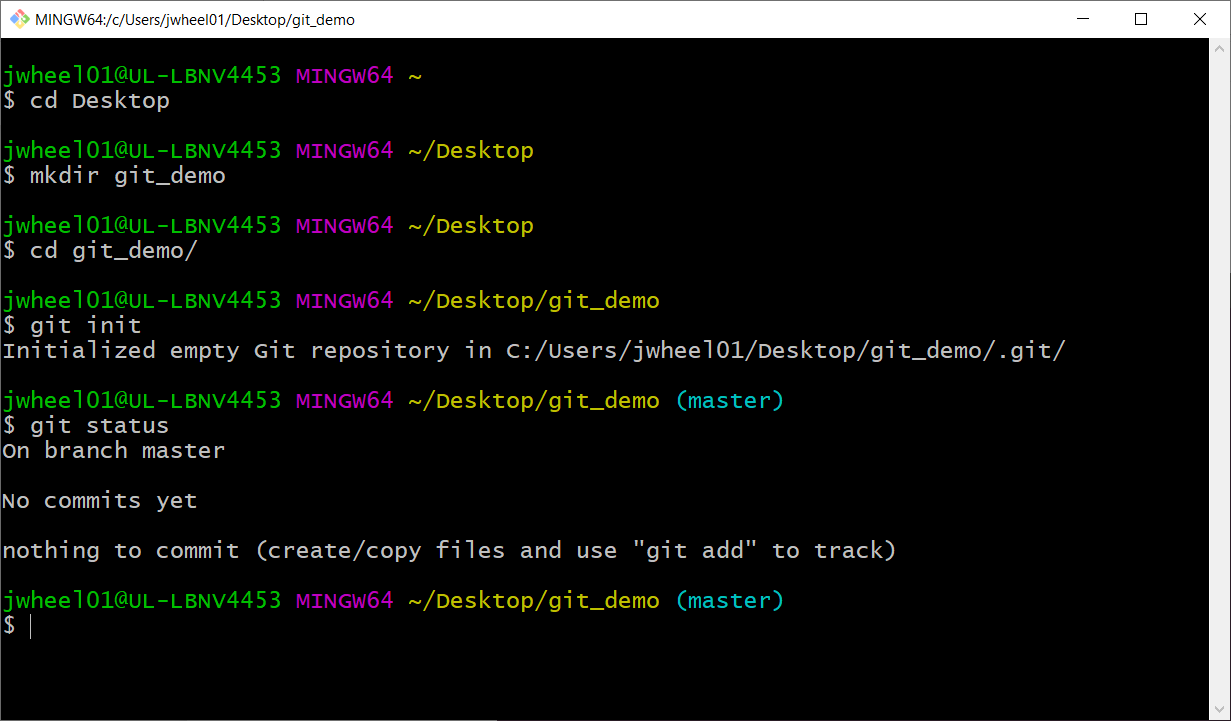 MINGW64:/c/Users/jwheel01/Desktop/git_demo
jwheel01@UL-LBNV4453 MINGW64 ~
$ cd Desktop
jwheel01@UL-LBNV4453 MINGW64 ~/Desktop
$ mkdir git_demo
jwheel01@UL-LBNV4453 MINGW64 ~/Desktop
$ cd git_demo/
jwheel01@UL-LBNV4453 MINGW64 ~/Desktop/git_demo
$ git init
Initialized empty Git repository in C:/Users/jwheel01/Desktop/git_demo/.git/
jwheel01@UL-LBNV4453 MINGW64 ~/Desktop/git_demo (master)
$ git status
On branch master
No commits yet
nothing to commit (create/copy files and use "git add" to track)
jwheel01@UL-LBNV4453 MINGW64 ~/Desktop/git_demo (master)
$